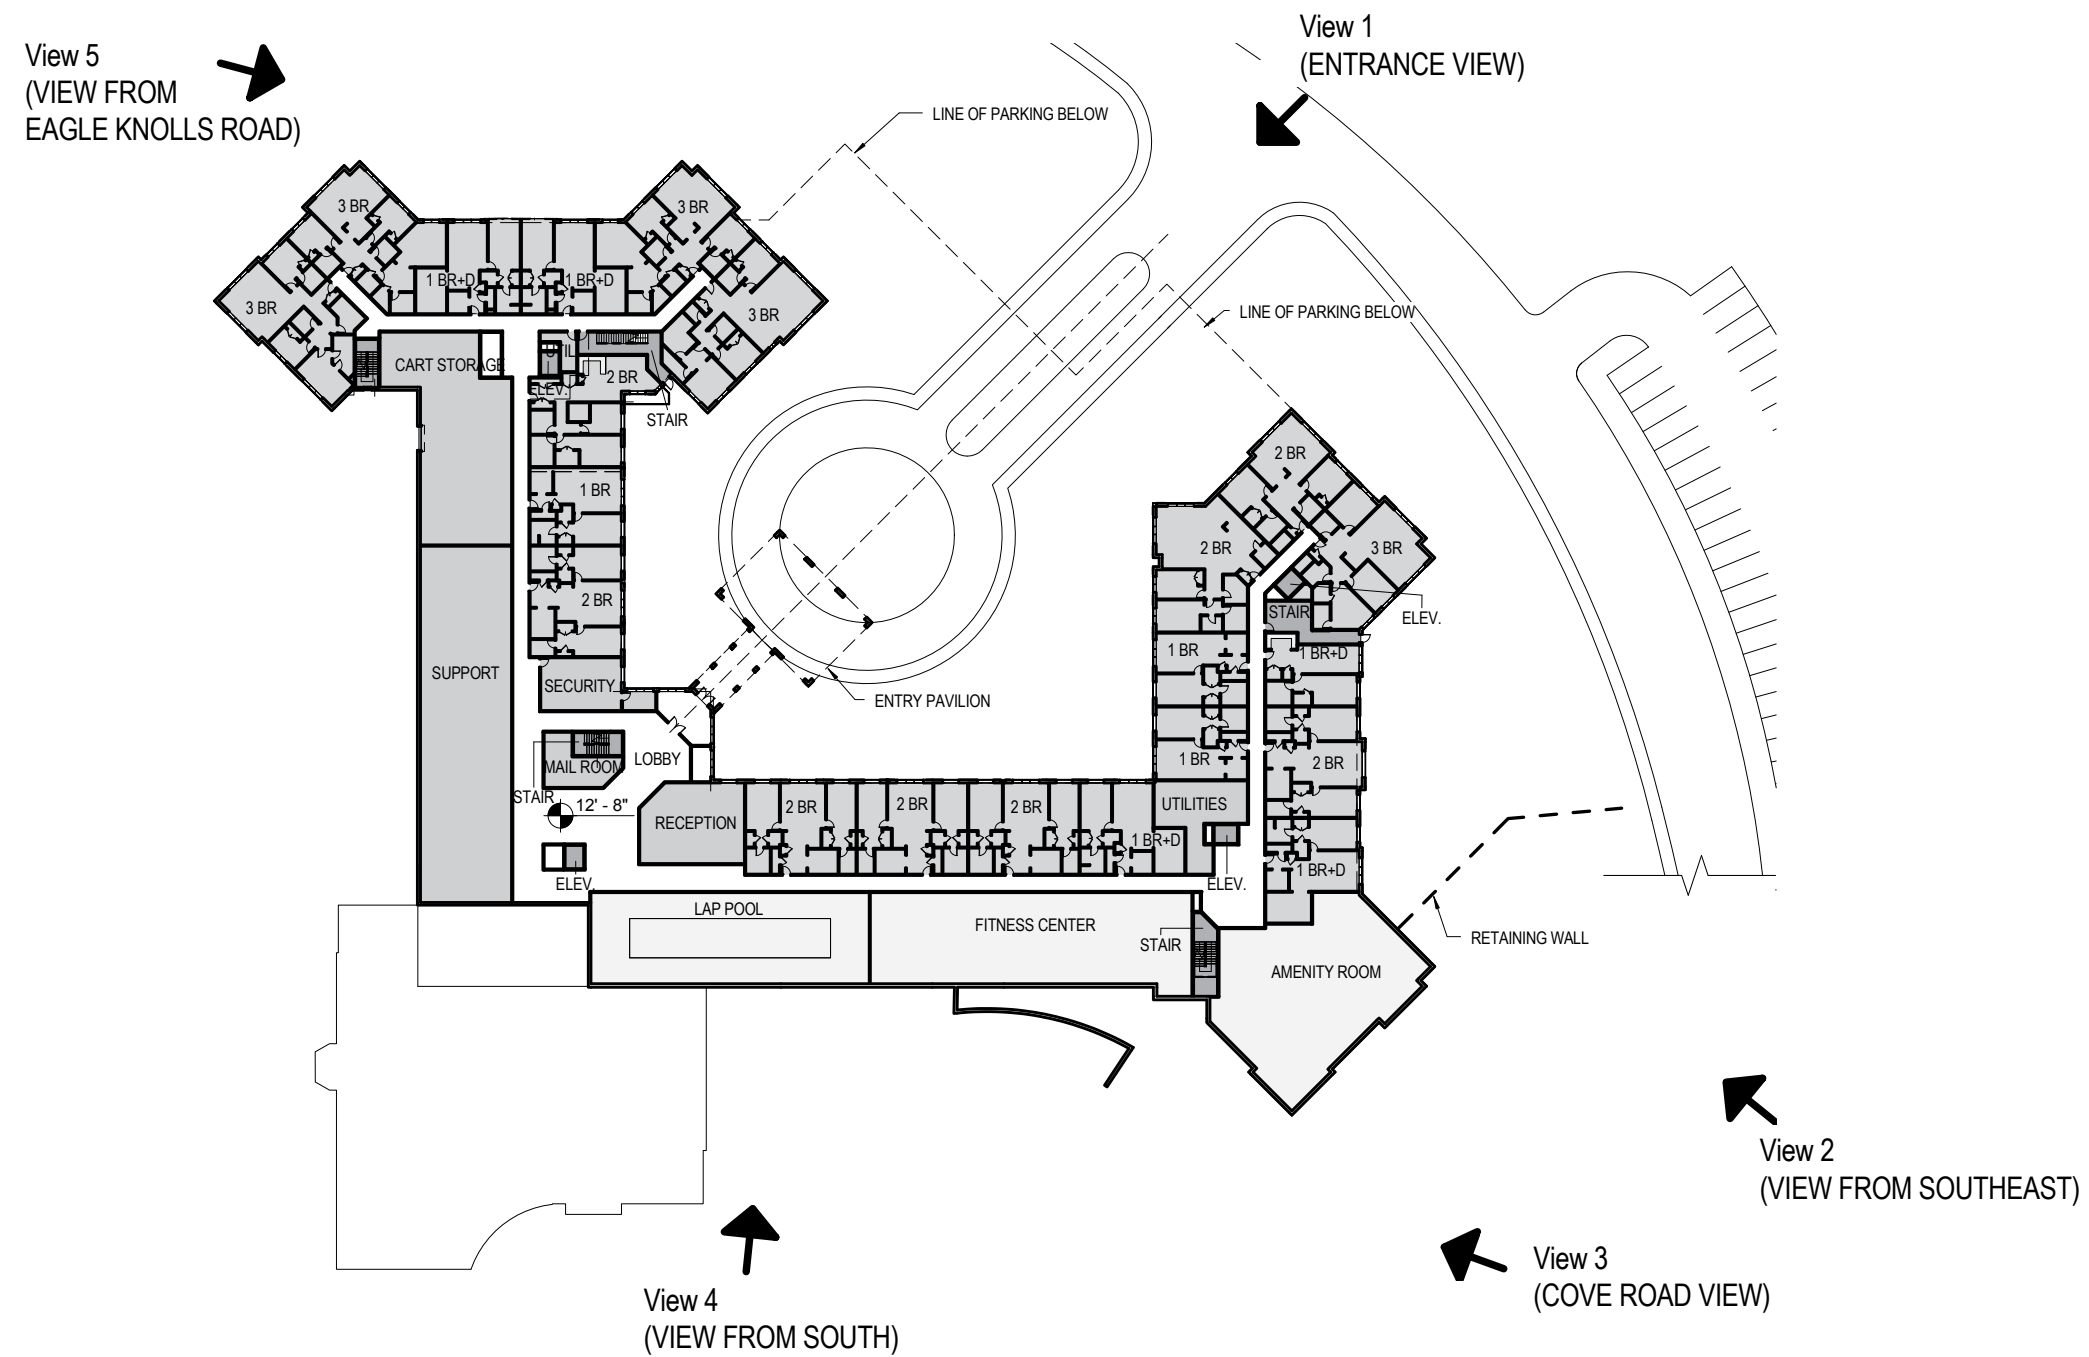 View 1
(ENTRANCE VIEW)
View 5
(VIEW FROM
EAGLE KNOLLS ROAD)
LINE OF PARKING BELOW
3 BR
3 BR
1 BR+D
1 BR+D
3 BR
3 BR
LINE OF PARKING BELOW
CART STORAGE
UTIL.
2 BR
ELEV.
STAIR
2 BR
1 BR
2 BR
3 BR
2 BR
STAIR
ELEV.
1 BR
1 BR+D
SUPPORT
SECURITY
ENTRY PAVILION
LOBBY
MAIL ROOM
1 BR
2 BR
STAIR
12' - 8"
2 BR
2 BR
2 BR
UTILITIES
RECEPTION
1 BR+D
1 BR+D
ELEV.
ELEV.
LAP POOL
FITNESS CENTER
STAIR
RETAINING WALL
AMENITY ROOM
View 2
(VIEW FROM SOUTHEAST)
View 3
(COVE ROAD VIEW)
View 4
(VIEW FROM SOUTH)